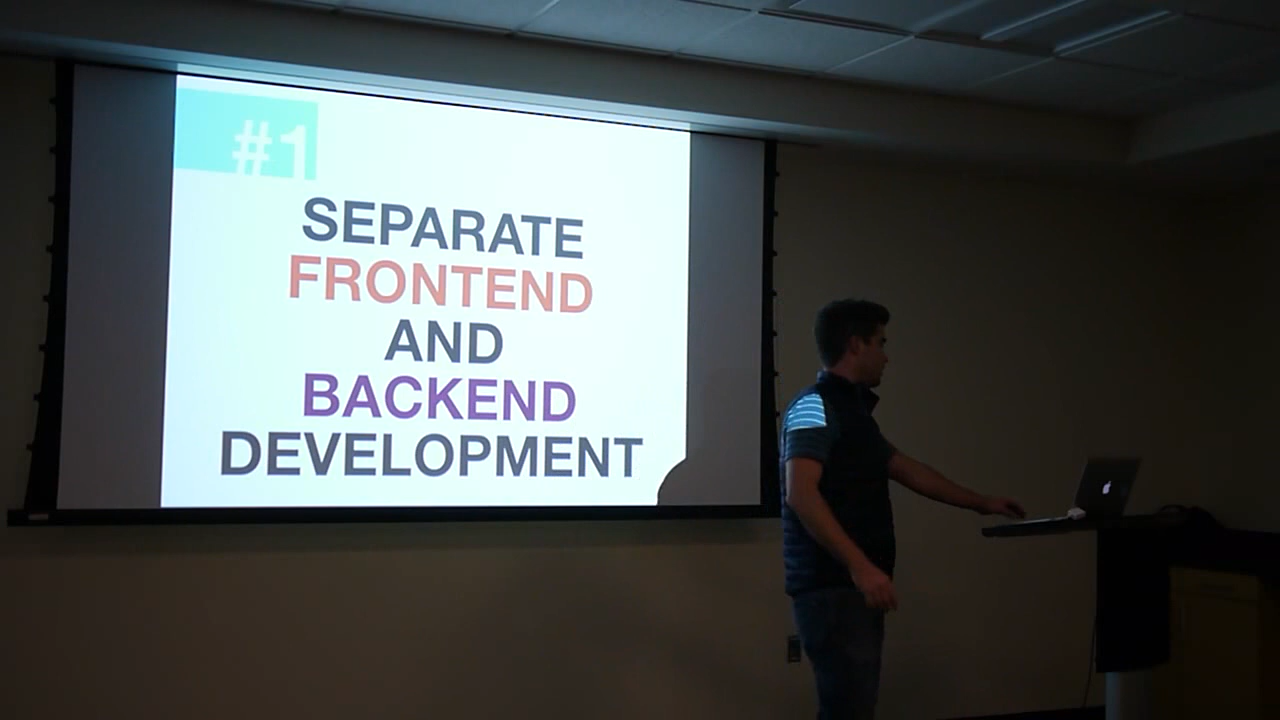 #1
SEPARATE
FRONTEND
AND
BACKEND
DEVELOPMENT